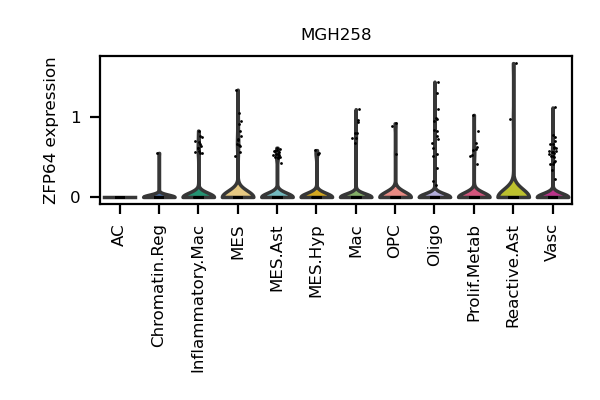 MGH258
ZFP64 expression
1
0
AC
Chromatin.Reg
Inflammatory.Mac
MES
MES.Ast
MES.Hyp
Mac
OPC
Oligo
Prolif.Metab
Reactive.Ast
Vasc